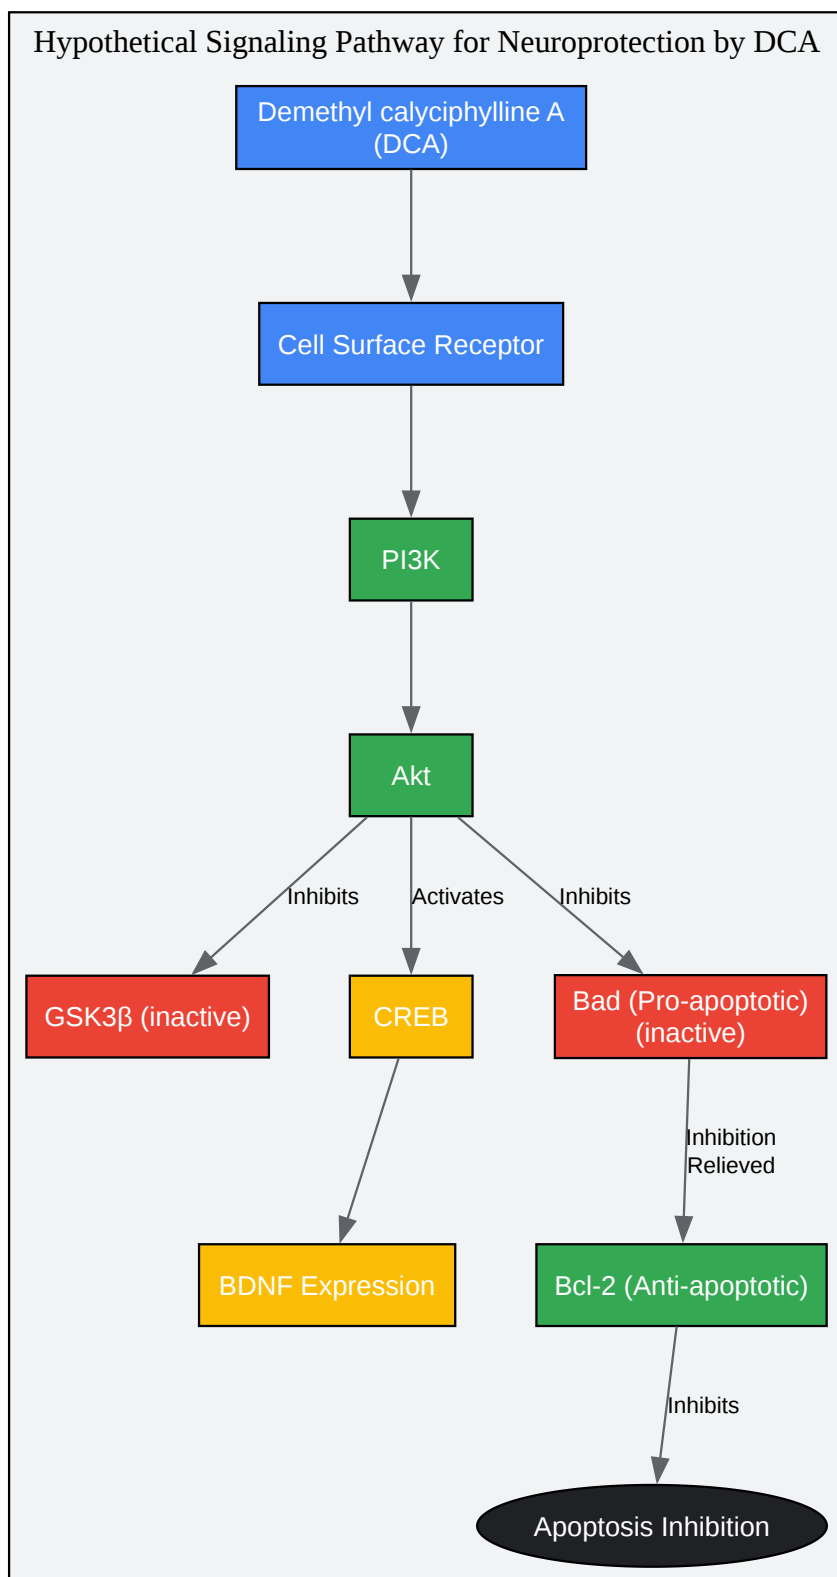 Hypothetical Signaling Pathway for Neuroprotection by DCA
Demethyl calyciphylline A
(DCA)
Cell Surface Receptor
PI3K
Akt
Inhibits
Activates
Inhibits
GSK3β (inactive)
CREB
Bad (Pro-apoptotic)
(inactive)
Inhibition
Relieved
BDNF Expression
Bcl-2 (Anti-apoptotic)
Inhibits
Apoptosis Inhibition